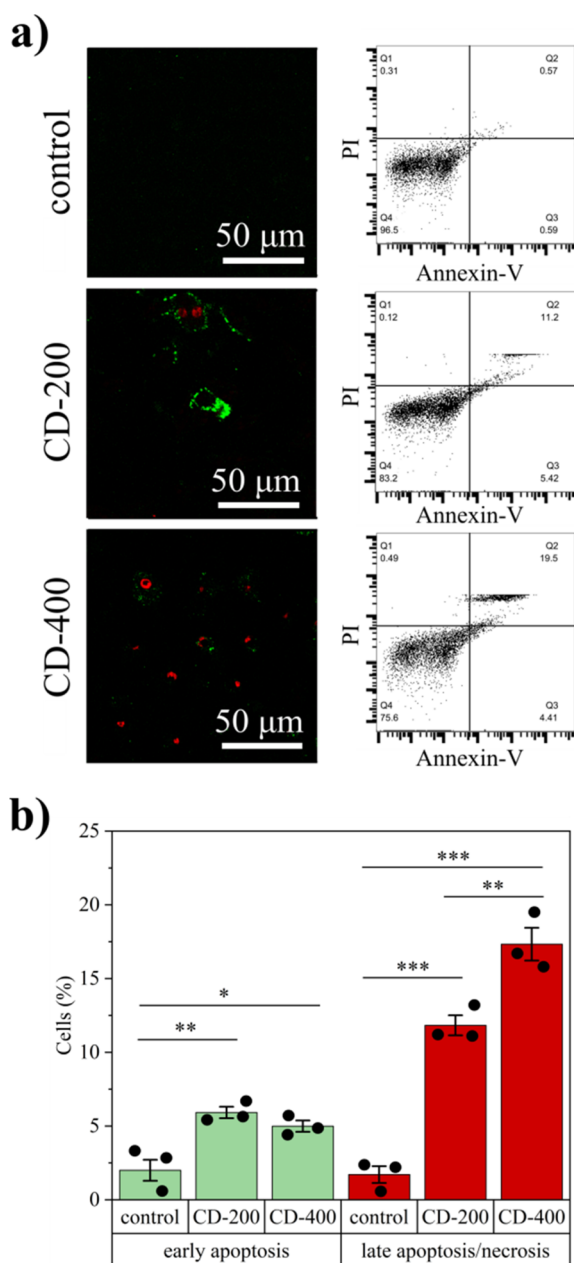 a)
control
50 μm
Q1
0.31
Q2
0.57
PI
Q4
96.5
Q3
0.59
Annexin-V
CD-200
50 μm
Q1
0.12
Q2
11.2
PI
Q4
83.2
Q3
5.42
Annexin-V
CD-400
50 μm
Q1
0.49
Q2
19.5
PI
Q4
75.6
Q3
4.41
Annexin-V
b)
Cells (%)
25
20
15
10
5
0
***
**
***
*
**
control CD-200 CD-400 control CD-200 CD-400
early apoptosis late apoptosis/necrosis